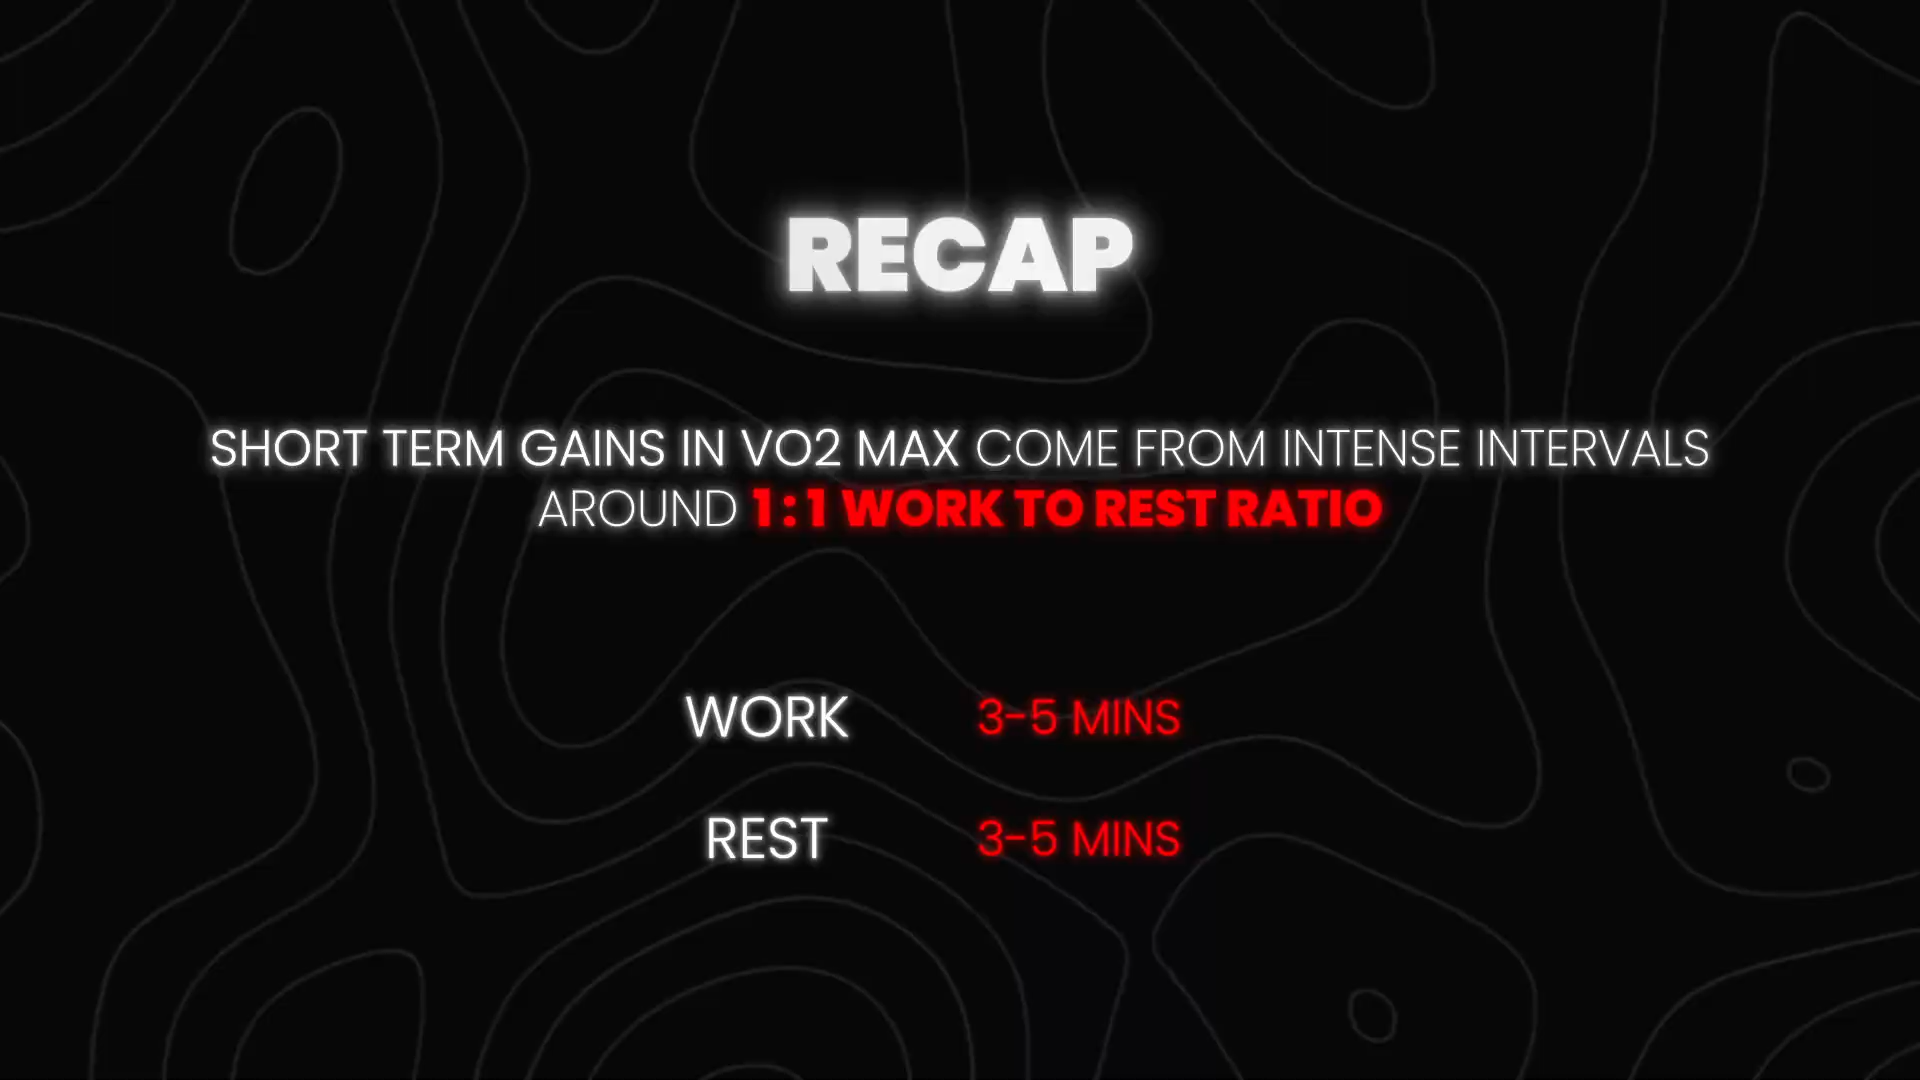 RECAP
SHORT TERM GAINS IN VO2 MAX COME FROM INTENSE INTERVALS
AROUND 1:1 WORK TO REST RATIO
WORK 3-5 MINS
REST 3-5 MINS